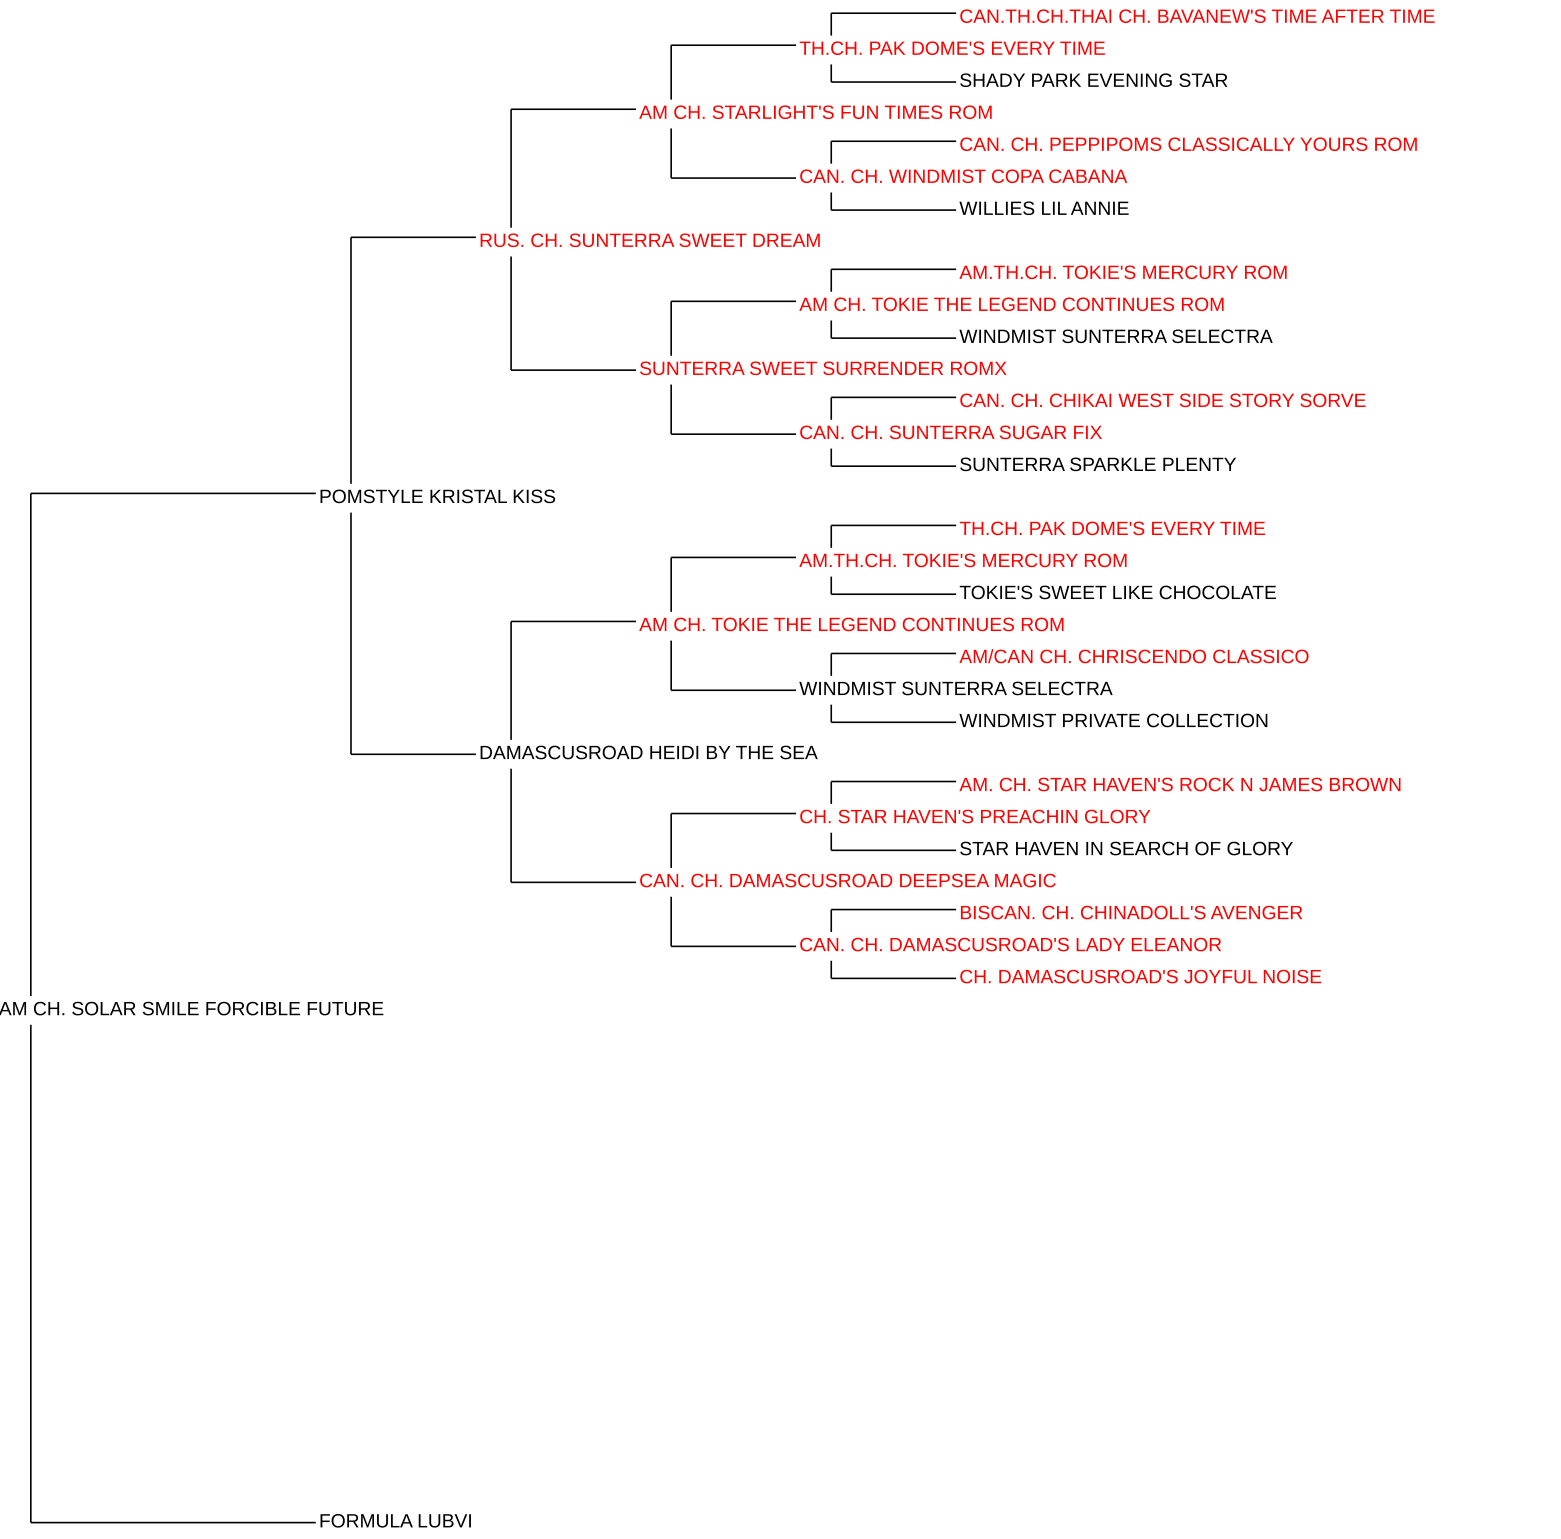 CAN.TH.CH.THAI CH. BAVANEW'S TIME AFTER TIME
TH.CH. PAK DOME'S EVERY TIME
SHADY PARK EVENING STAR
AM CH. STARLIGHT'S FUN TIMES ROM
CAN. CH. PEPPIPOMS CLASSICALLY YOURS ROM
CAN. CH. WINDMIST COPA CABANA
WILLIES LIL ANNIE
RUS. CH. SUNTERRA SWEET DREAM
AM.TH.CH. TOKIE'S MERCURY ROM
AM CH. TOKIE THE LEGEND CONTINUES ROM
WINDMIST SUNTERRA SELECTRA
SUNTERRA SWEET SURRENDER ROMX
CAN. CH. CHIKAI WEST SIDE STORY SORVE
CAN. CH. SUNTERRA SUGAR FIX
SUNTERRA SPARKLE PLENTY
POMSTYLE KRISTAL KISS
TH.CH. PAK DOME'S EVERY TIME
AM.TH.CH. TOKIE'S MERCURY ROM
TOKIE'S SWEET LIKE CHOCOLATE
AM CH. TOKIE THE LEGEND CONTINUES ROM
AM/CAN CH. CHRISCENDO CLASSICO
WINDMIST SUNTERRA SELECTRA
WINDMIST PRIVATE COLLECTION
DAMASCUSROAD HEIDI BY THE SEA
AM. CH. STAR HAVEN'S ROCK N JAMES BROWN
CH. STAR HAVEN'S PREACHIN GLORY
STAR HAVEN IN SEARCH OF GLORY
CAN. CH. DAMASCUSROAD DEEPSEA MAGIC
BISCAN. CH. CHINADOLL'S AVENGER
CAN. CH. DAMASCUSROAD'S LADY ELEANOR
CH. DAMASCUSROAD'S JOYFUL NOISE
AM CH. SOLAR SMILE FORCIBLE FUTURE
FORMULA LUBVI